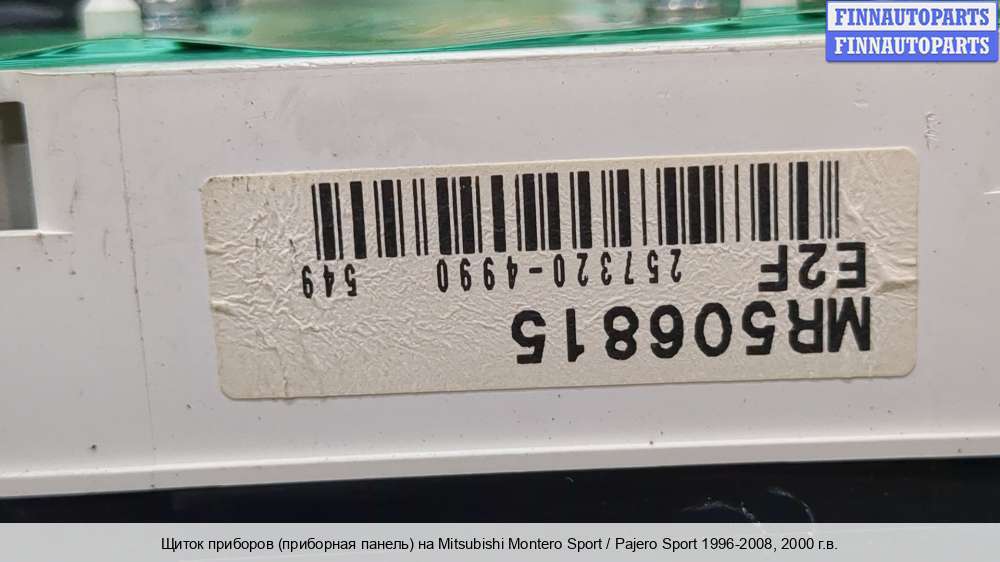 FINNAUTOPARTS
FINNAUTOPARTS
MR506815
E2F
257320-4990 549
Щиток приборов (приборная панель) на Mitsubishi Montero Sport / Pajero Sport 1996-2008, 2000 г.в.